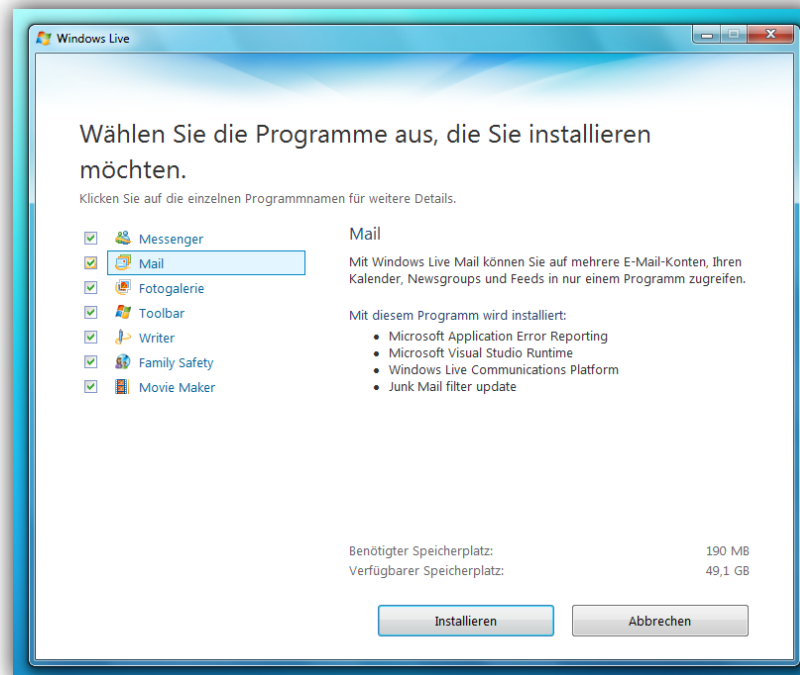 Windows Live
Wählen Sie die Programme aus, die Sie installieren
möchten.
Klicken Sie auf die einzelnen Programmnamen für weitere Details.
Messenger
Mail
Fotogalerie
Toolbar
Writer
Family Safety
Movie Maker
Mail
Mit Windows Live Mail können Sie auf mehrere E-Mail-Konten, Ihren
Kalender, Newsgroups und Feeds in nur einem Programm zugreifen.
Mit diesem Programm wird installiert:
• Microsoft Application Error Reporting
• Microsoft Visual Studio Runtime
• Windows Live Communications Platform
• Junk Mail filter update
Benötigter Speicherplatz: 190 MB
Verfügbarer Speicherplatz: 49,1 GB
Installieren Abbrechen